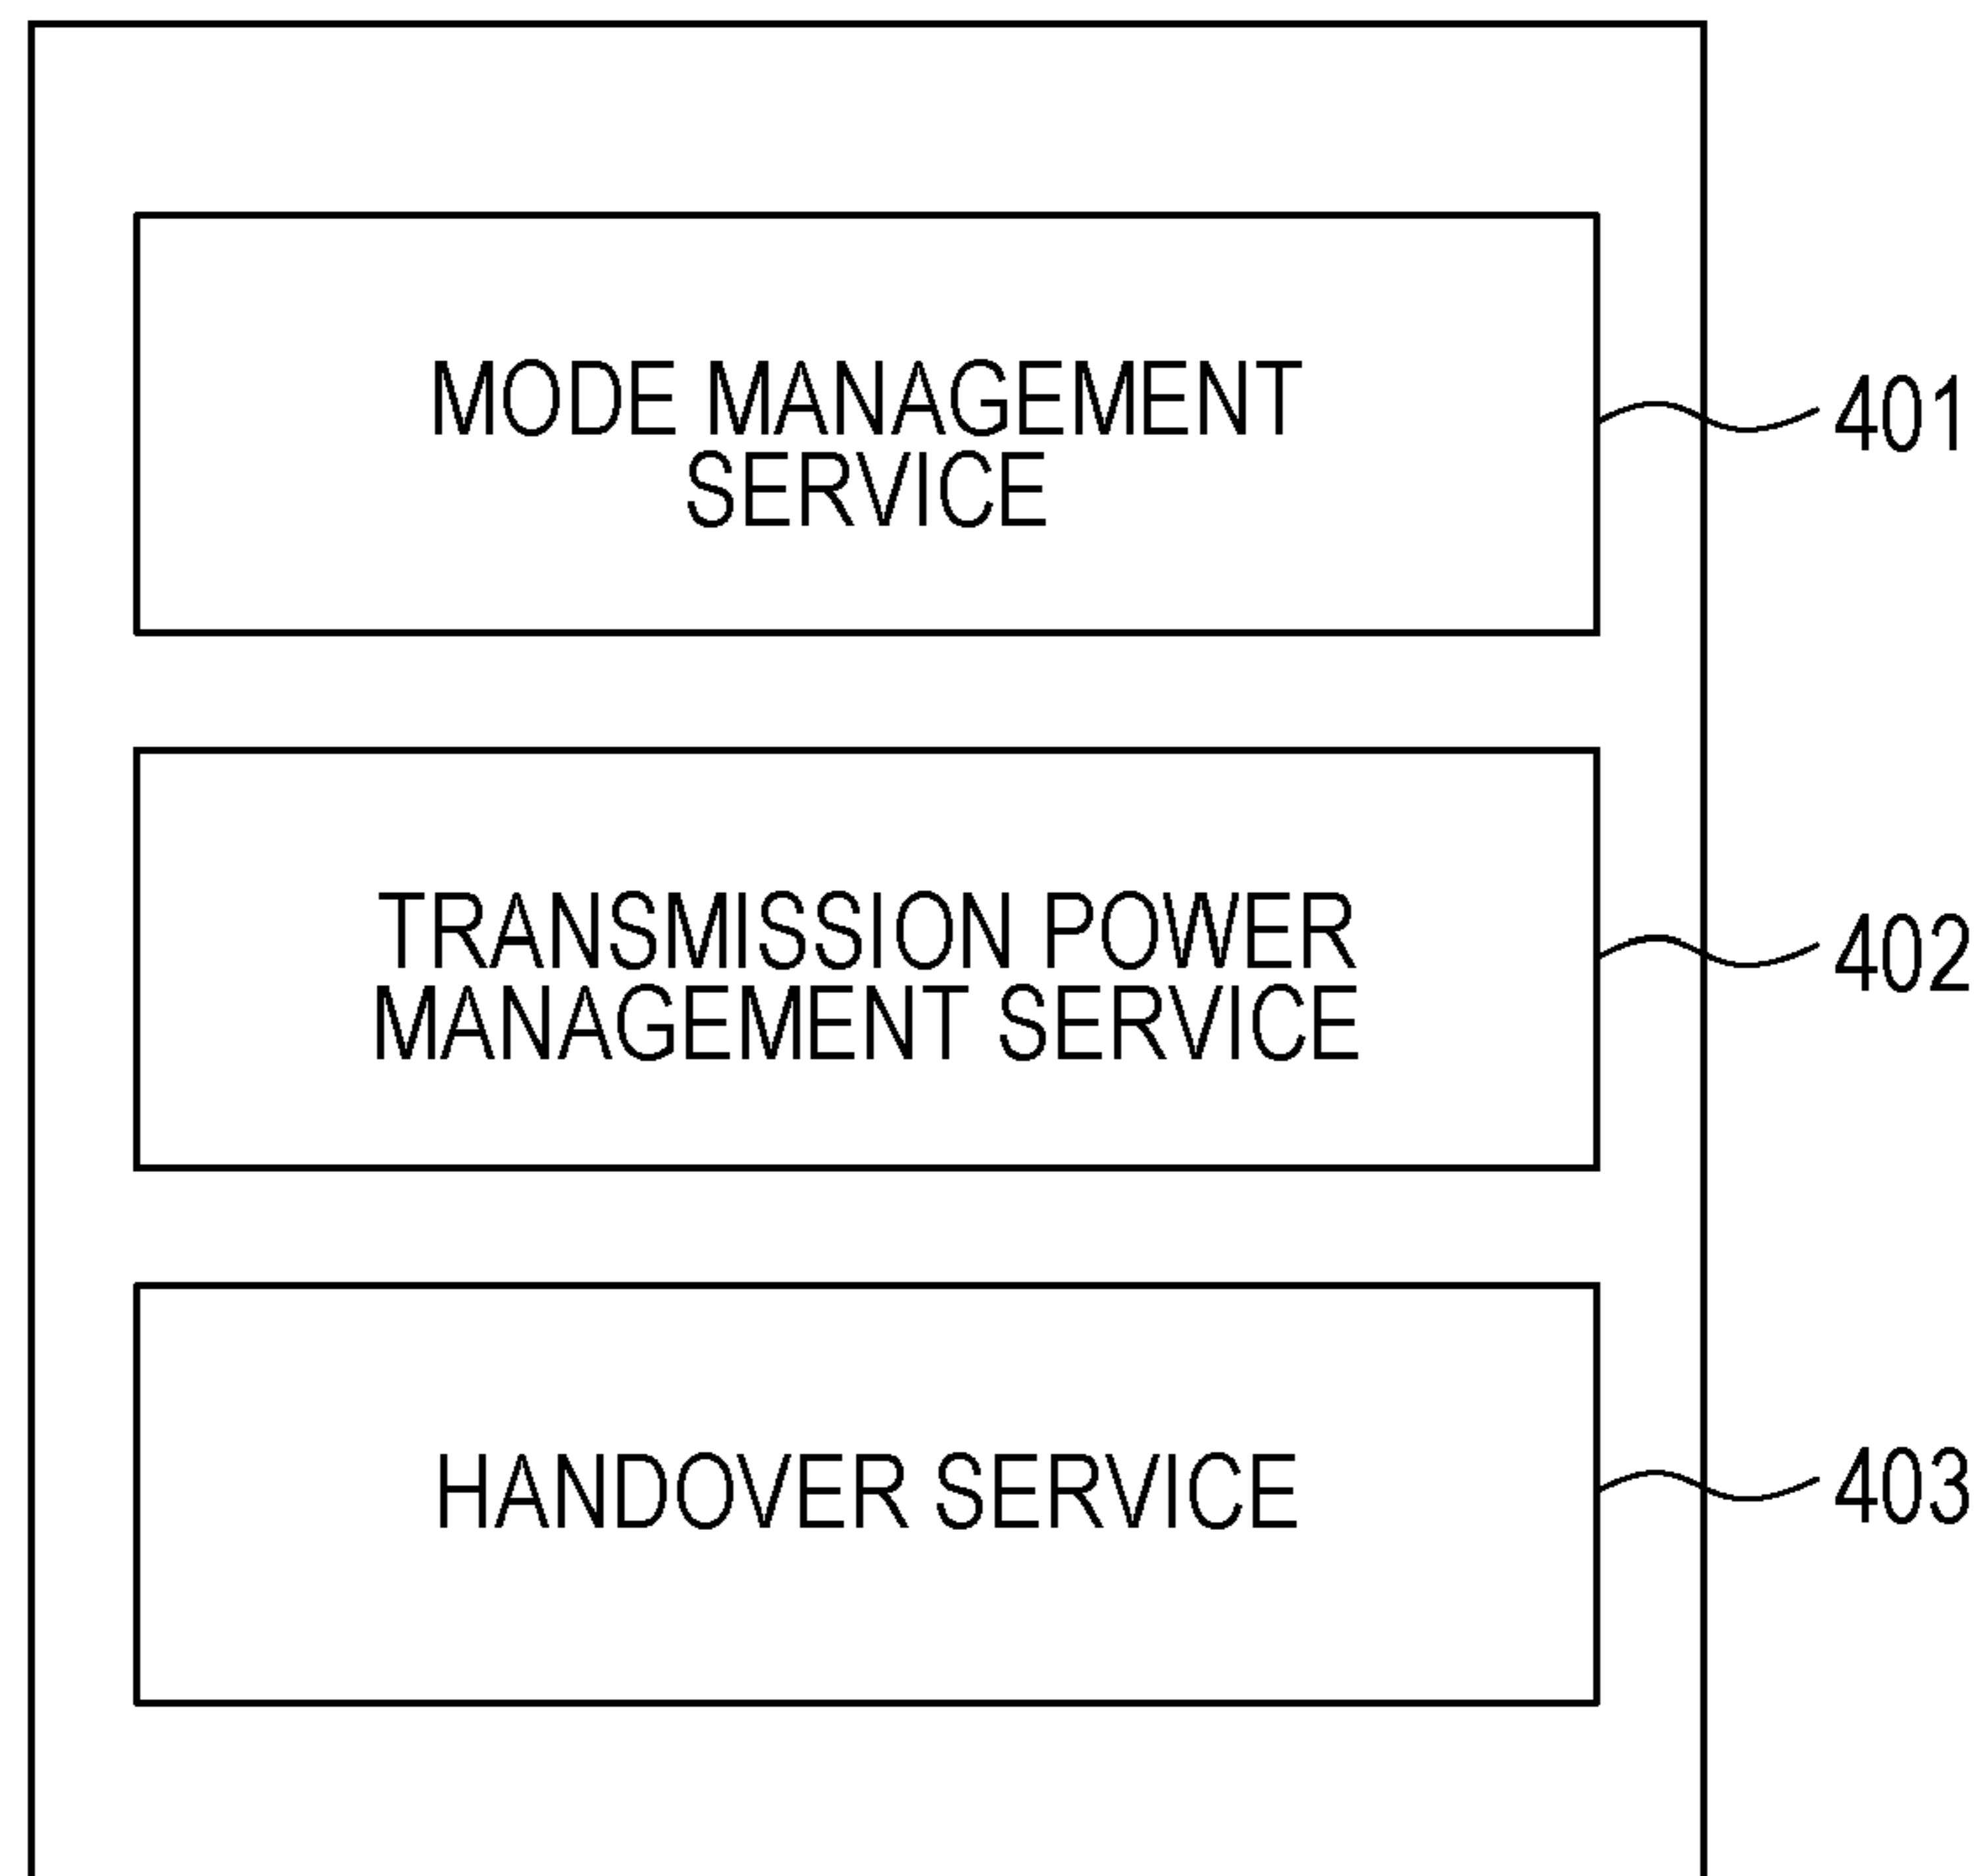 MODE MANAGEMENT
SERVICE
401
TRANSMISSION POWER
MANAGEMENT SERVICE
402
HANDOVER SERVICE
403